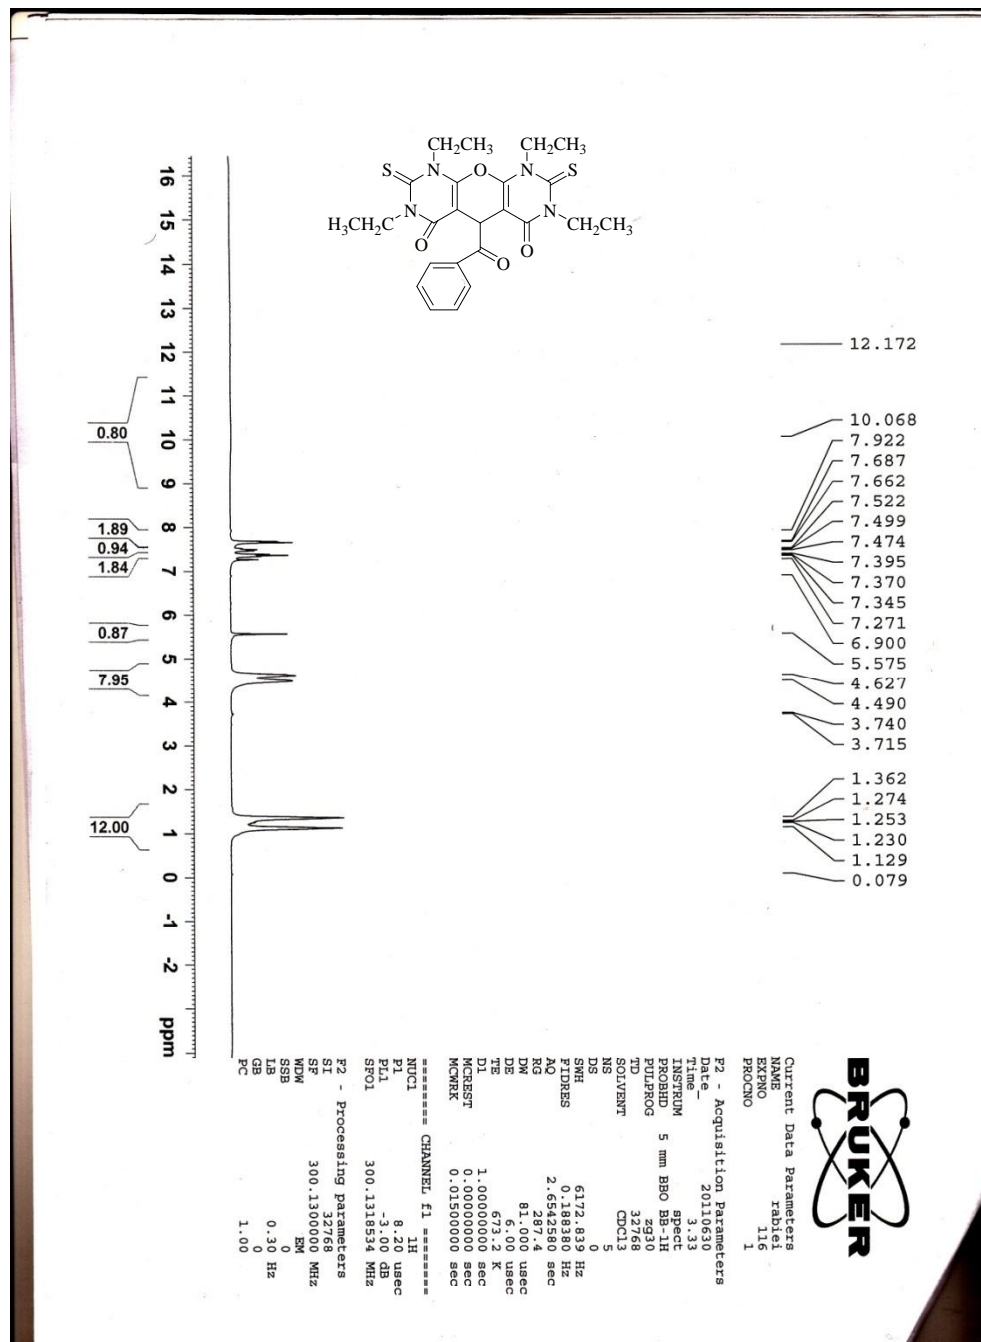 CH₂CH₃
CH₂CH₃
S
N
O
N
S
N
N
H₃CH₂C
O
O
CH₂CH₃
O
12.172
10.068
7.922
7.687
7.662
7.522
7.499
7.474
7.395
7.370
7.345
7.271
6.900
5.575
4.627
4.490
3.740
3.715
1.362
1.274
1.253
1.230
1.129
0.079
16
15
14
13
12
11
10
9
8
7
6
5
4
3
2
1
0
-1
-2
ppm
0.80
1.89
0.94
1.84
0.87
7.95
12.00
BRUKER
Current Data Parameters
NAME rabiei
EXPNO 116
PROCNO 1
F2 - Acquisition Parameters
Date_ 20110630
Time 3.33
INSTRUM spect
PROBHD 5 mm BBO BB-1H
PULPROG zg30
TD 32768
SOLVENT CDCl3
NS 5
DS 0
SWH 6172.839 Hz
FIDRES 0.188380 Hz
AQ 2.6542580 sec
RG 287.4
DW 81.000 usec
DE 6.00 usec
TE 673.2 K
D1 1.00000000 sec
MCREST 0.00000000 sec
MCWRK 0.01500000 sec
======== CHANNEL f1 ========
NUC1 1H
P1 8.20 usec
PL1 -3.00 dB
SFO1 300.1318534 MHz
F2 - Processing parameters
SI 32768
SF 300.1300000 MHz
WDW EM
SSB 0
LB 0.30 Hz
GB 0
PC 1.00